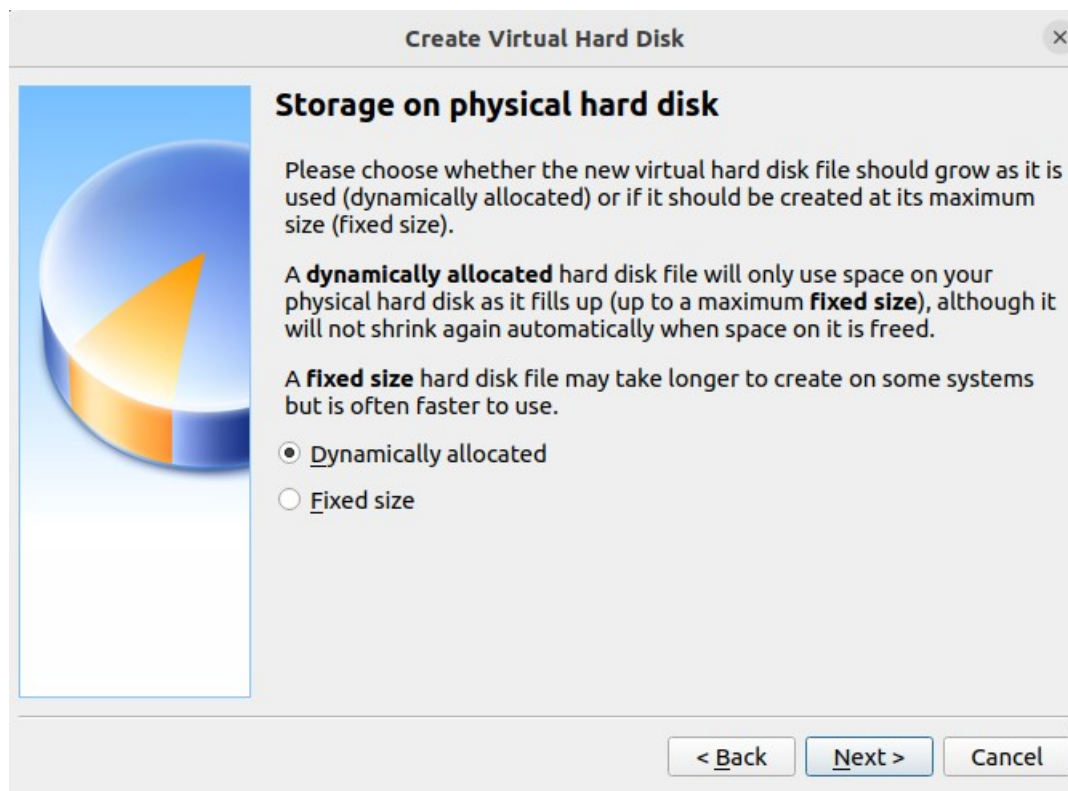 Create Virtual Hard Disk
Storage on physical hard disk
Please choose whether the new virtual hard disk file should grow as it is
used (dynamically allocated) or if it should be created at its maximum
size (fixed size).
A dynamically allocated hard disk file will only use space on your
physical hard disk as it fills up (up to a maximum fixed size), although it
will not shrink again automatically when space on it is freed.
A fixed size hard disk file may take longer to create on some systems
but is often faster to use.
Dynamically allocated
Fixed size
< Back Next > Cancel